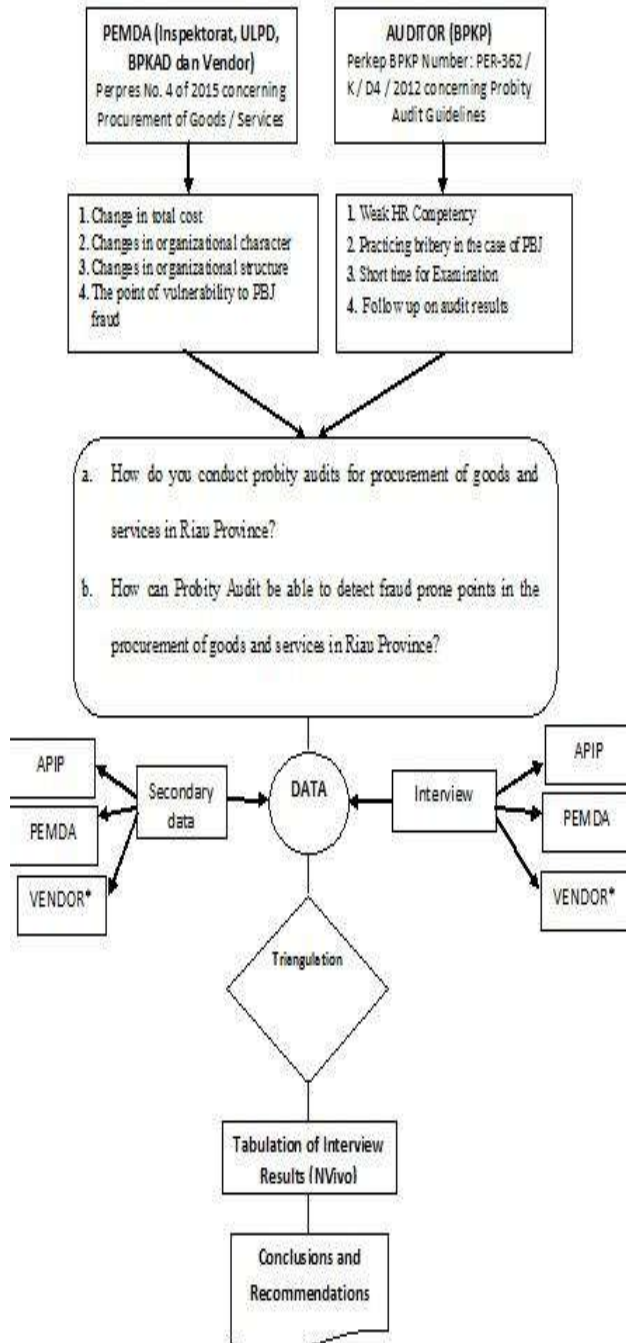 PEMDA (Inspektorat, ULPD,
BPKAD dan Vendor)
Perpres No. 4 of 2015 concerning
Procurement of Goods / Services
AUDITOR (BPKP)
Perkep BPKP Number: PER-362 /
K / D4 / 2012 concerning Probity
Audit Guidelines
1. Change in total cost
2. Changes in organizational character
3. Changes in organizational structure
4. The point of vulnerability to PBJ
fraud
1. Weak HR Competency
2. Practicing bribery in the case of PBJ
3. Short time for Examination
4. Follow up on audit results
a. How do you conduct probity audits for procurement of goods and
services in Riau Province?
b. How can Probity Audit be able to detect fraud prone points in the
procurement of goods and services in Riau Province?
APIP
PEMDA
VENDOR*
Secondary
data
DATA
Interview
APIP
PEMDA
VENDOR*
Triangulation
Tabulation of Interview
Results (NVivo)
Conclusions and
Recommendations